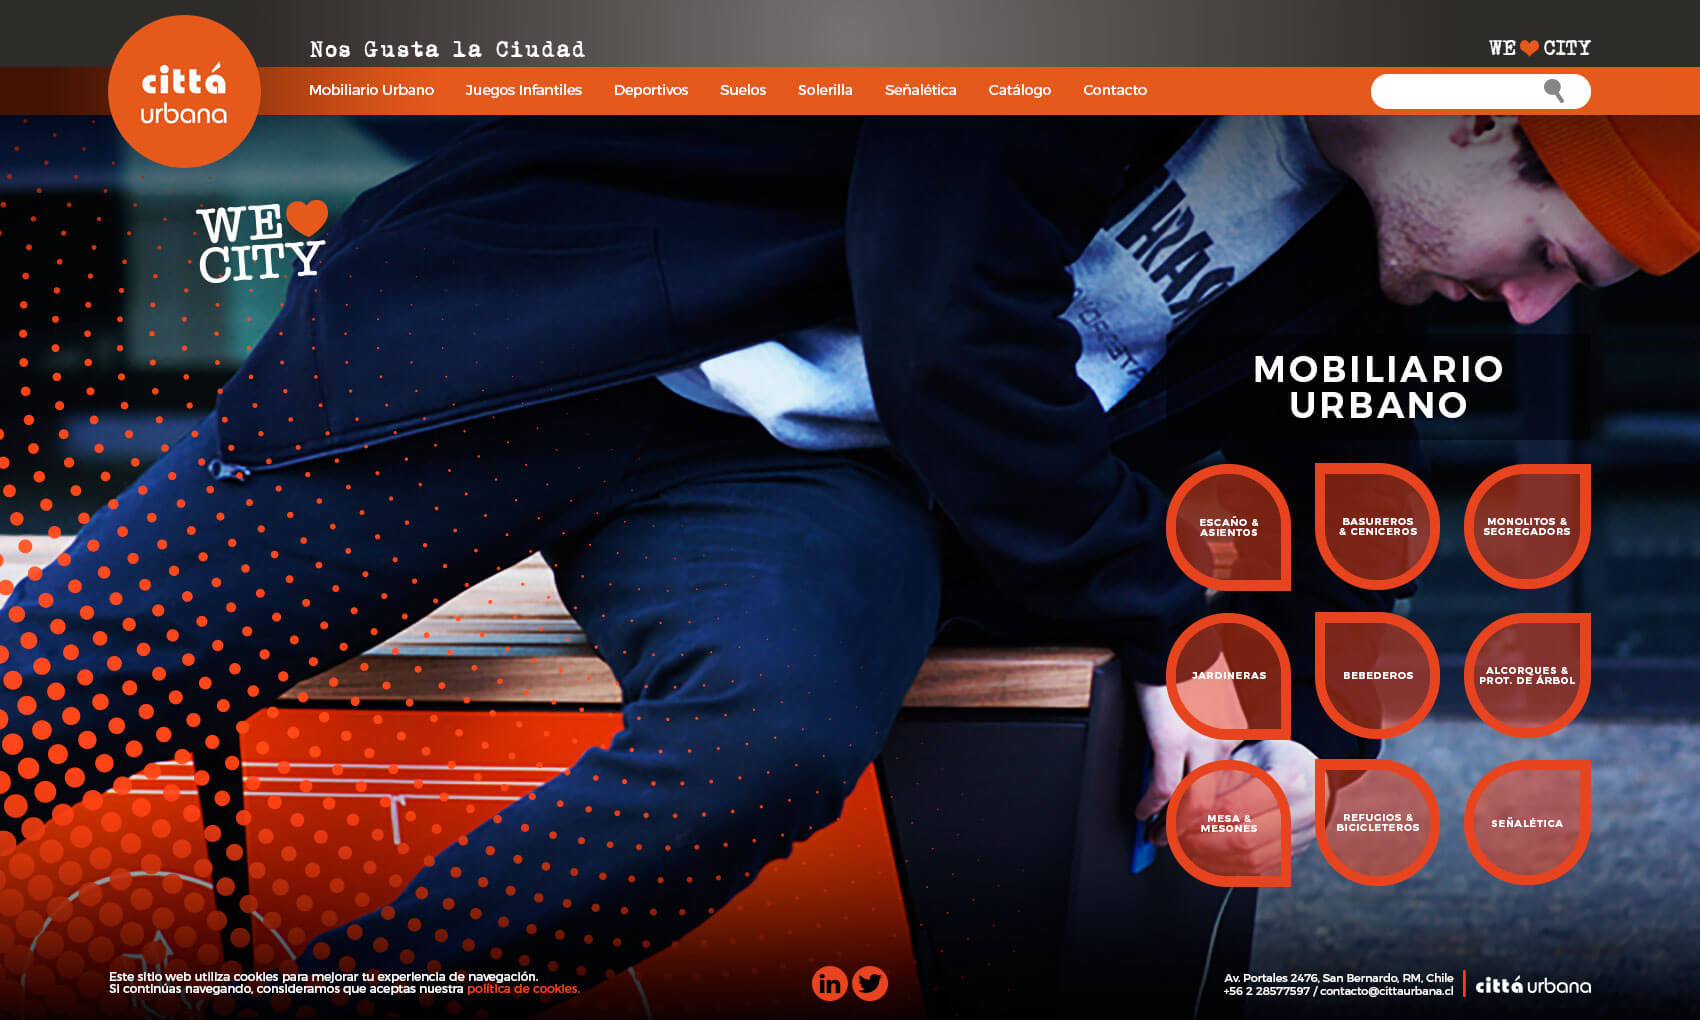 Nos Gusta la Ciudad
WE CITY
cittá
urbana
Mobiliario Urbano Juegos Infantiles Deportivos Suelos Solerilla Señalética Catálogo Contacto
WE
CITY
MOBILIARIO
URBANO
ESCAÑO &
ASIENTOS
BASUREROS
& CENICEROS
MONOLITOS &
SEGREGADORS
JARDINERAS
BEBEDEROS
ALCORQUES &
PROT. DE ÁRBOL
MESA &
MESONES
REFUGIOS &
BICICLETEROS
SEÑALÉTICA
Este sitio web utiliza cookies para mejorar tu experiencia de navegación.
Si continúas navegando, consideramos que aceptas nuestra política de cookies.
in
Av. Portales 2476, San Bernardo, RM, Chile
+56 2 28577597 / contacto@cittaurbana.cl
cittá urbana